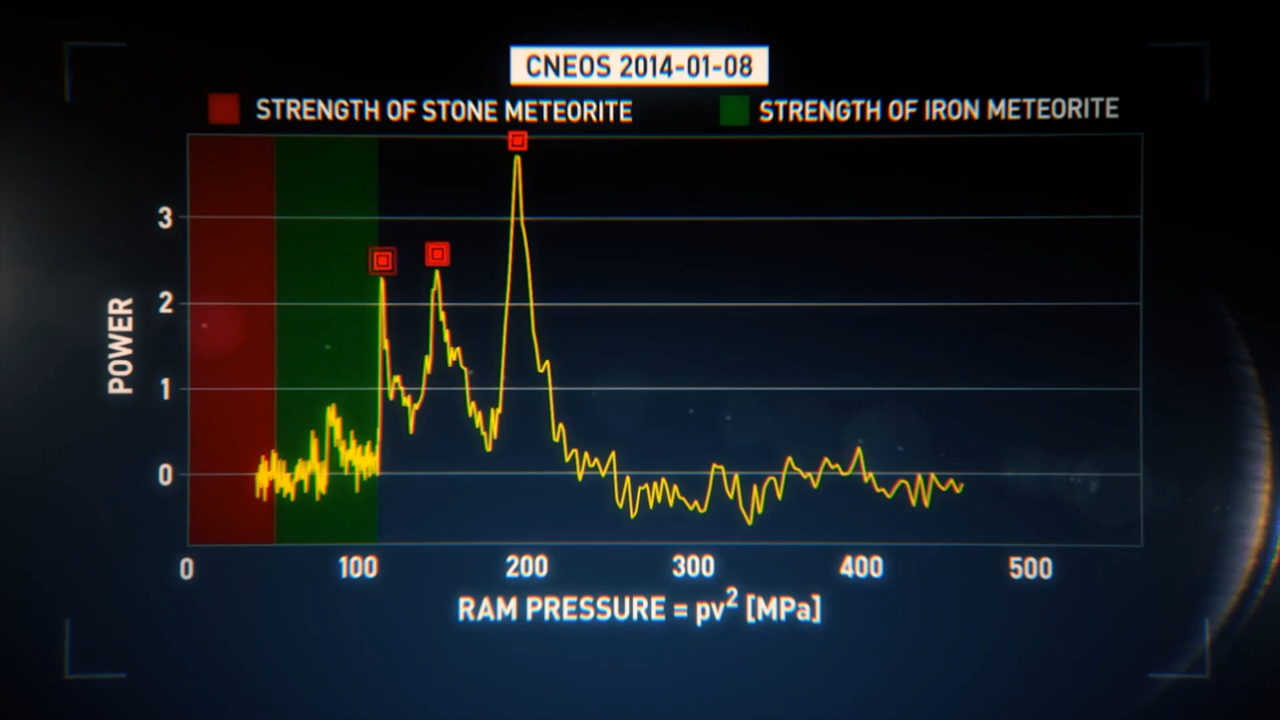 CNEOS 2014-01-08
STRENGTH OF STONE METEORITE
STRENGTH OF IRON METEORITE
3
2
1
0
POWER
0 100 200 300 400 500
RAM PRESSURE = pv² [MPa]